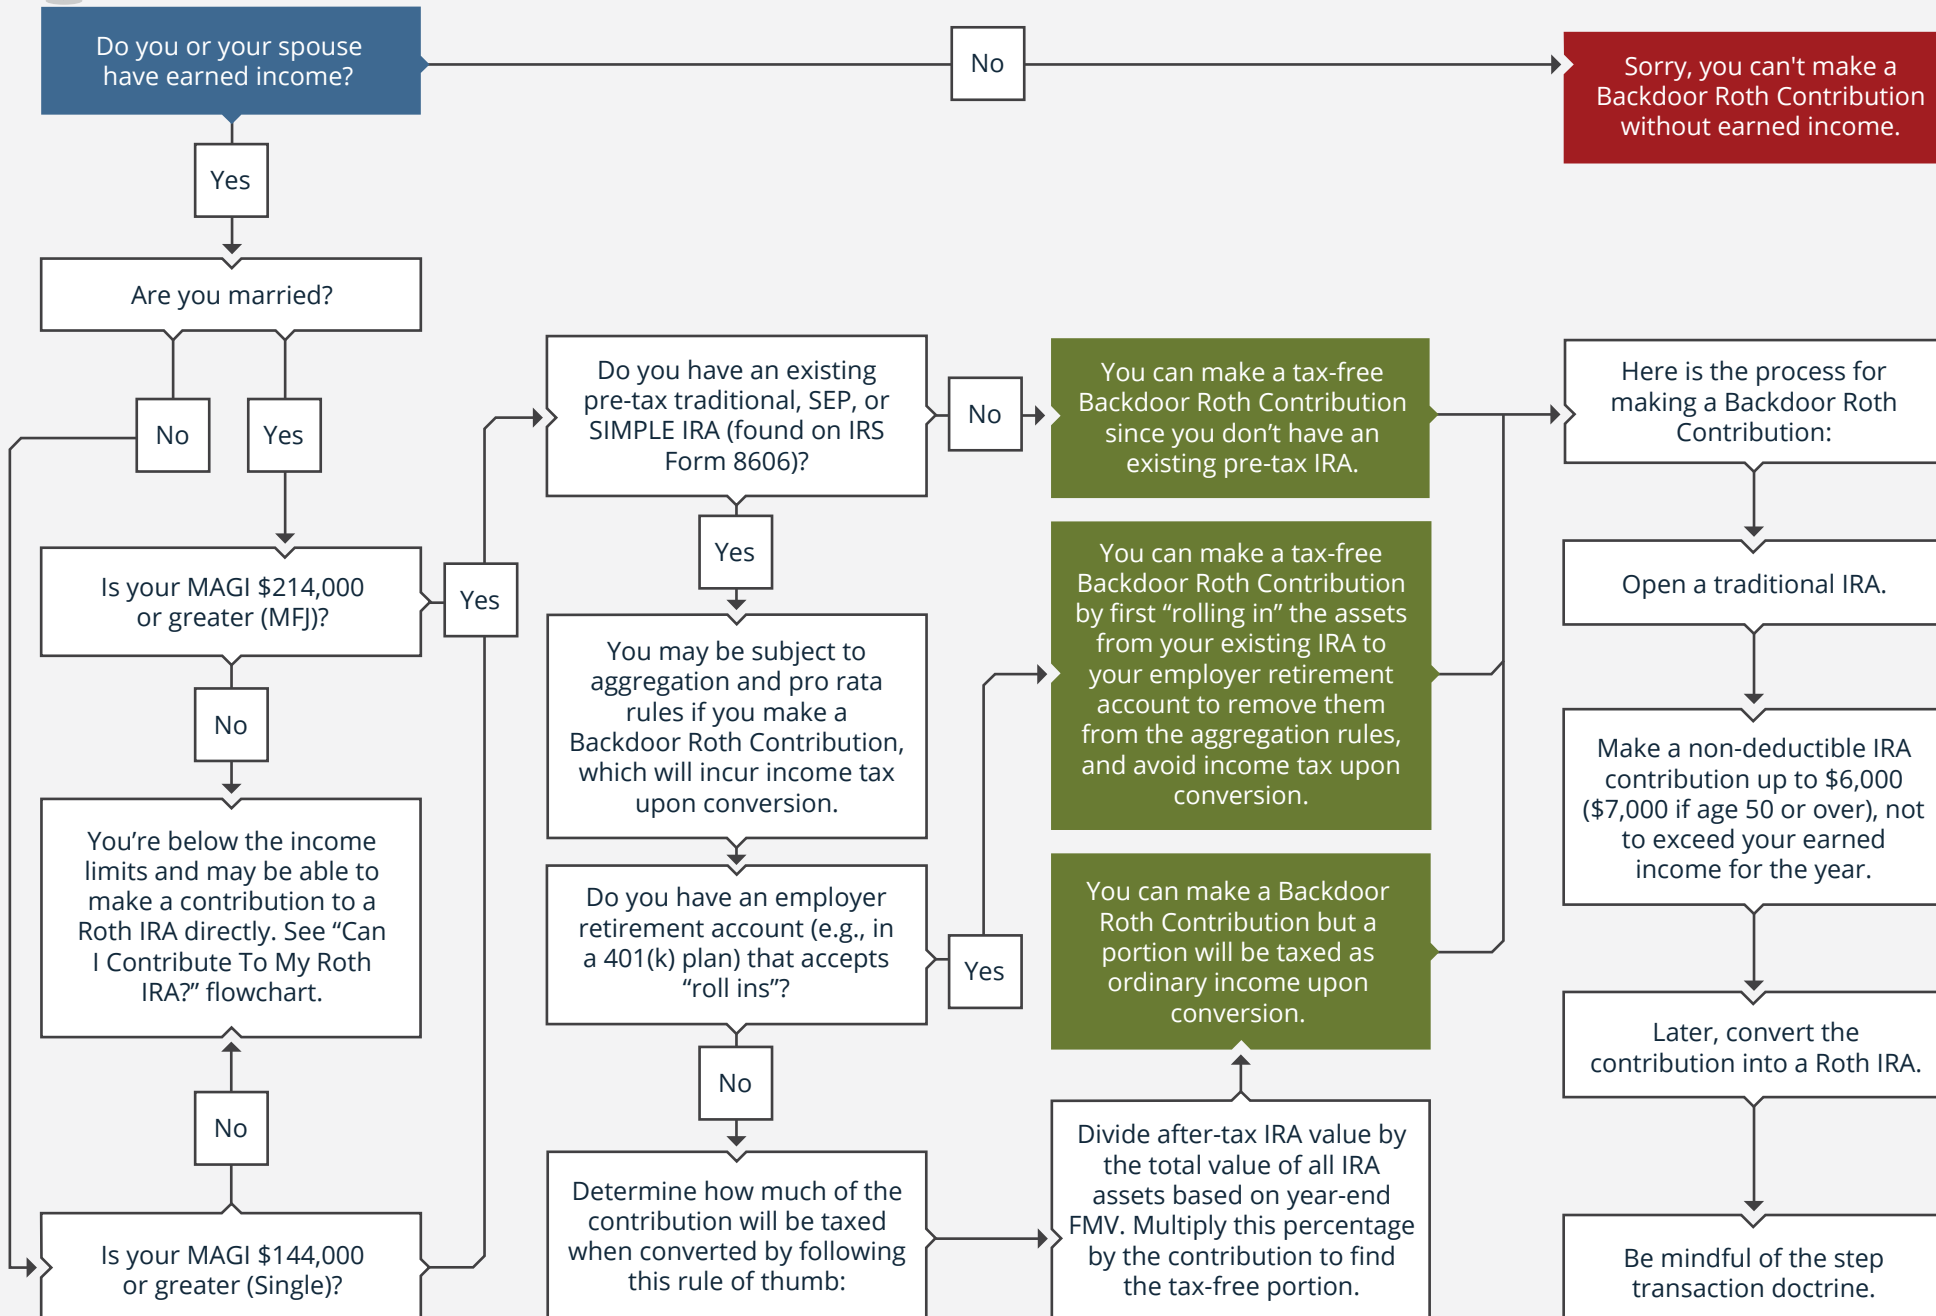 Do you or your spouse
have earned income?
No
Sorry, you can't make a
Backdoor Roth Contribution
without earned income.
Yes
Are you married?
No
Yes
Is your MAGI $214,000
or greater (MFJ)?
Yes
No
You’re below the income
limits and may be able to
make a contribution to a
Roth IRA directly. See “Can
I Contribute To My Roth
IRA?” flowchart.
No
Is your MAGI $144,000
or greater (Single)?
Do you have an existing
pre-tax traditional, SEP, or
SIMPLE IRA (found on IRS
Form 8606)?
No
Yes
You may be subject to
aggregation and pro rata
rules if you make a
Backdoor Roth Contribution,
which will incur income tax
upon conversion.
Do you have an employer
retirement account (e.g., in
a 401(k) plan) that accepts
“roll ins”?
Yes
No
Determine how much of the
contribution will be taxed
when converted by following
this rule of thumb:
You can make a tax-free
Backdoor Roth Contribution
since you don’t have an
existing pre-tax IRA.
You can make a tax-free
Backdoor Roth Contribution
by first “rolling in” the assets
from your existing IRA to
your employer retirement
account to remove them
from the aggregation rules,
and avoid income tax upon
conversion.
You can make a Backdoor
Roth Contribution but a
portion will be taxed as
ordinary income upon
conversion.
Divide after-tax IRA value by
the total value of all IRA
assets based on year-end
FMV. Multiply this percentage
by the contribution to find
the tax-free portion.
Here is the process for
making a Backdoor Roth
Contribution:
Open a traditional IRA.
Make a non-deductible IRA
contribution up to $6,000
($7,000 if age 50 or over), not
to exceed your earned
income for the year.
Later, convert the
contribution into a Roth IRA.
Be mindful of the step
transaction doctrine.